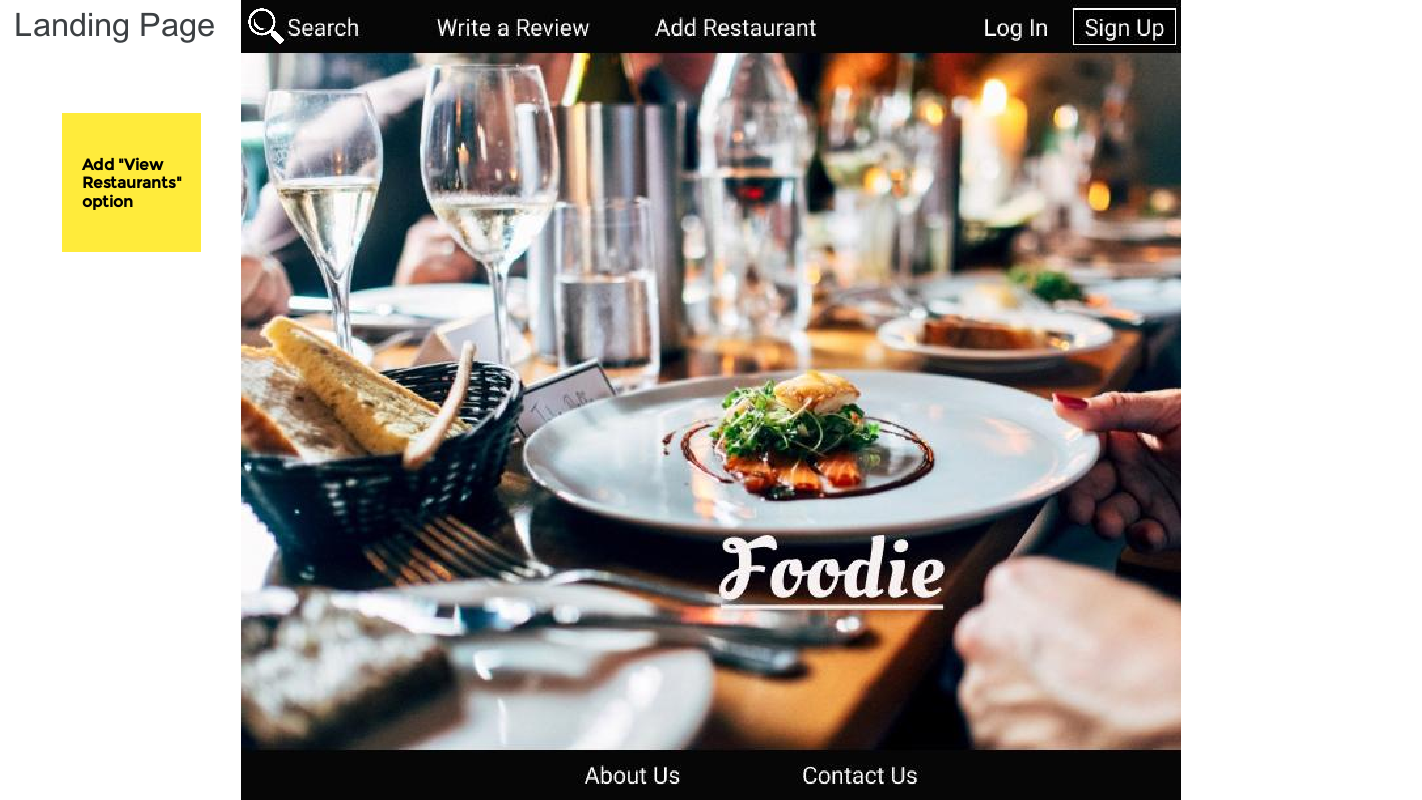 Landing Page
Search Write a Review Add Restaurant Log In Sign Up
Add "View
Restaurants"
option
Foodie
About Us Contact Us